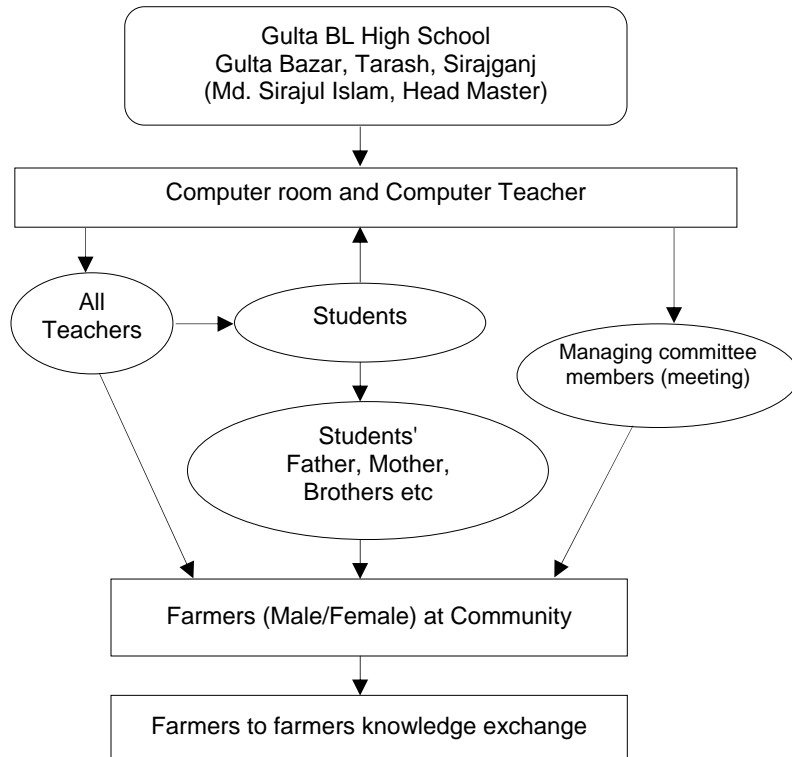 Gulta BL High School
Gulta Bazar, Tarash, Sirajganj
(Md. Sirajul Islam, Head Master)
Computer room and Computer Teacher
All
Teachers
Students
Managing committee
members (meeting)
Students'
Father, Mother,
Brothers etc
Farmers (Male/Female) at Community
Farmers to farmers knowledge exchange